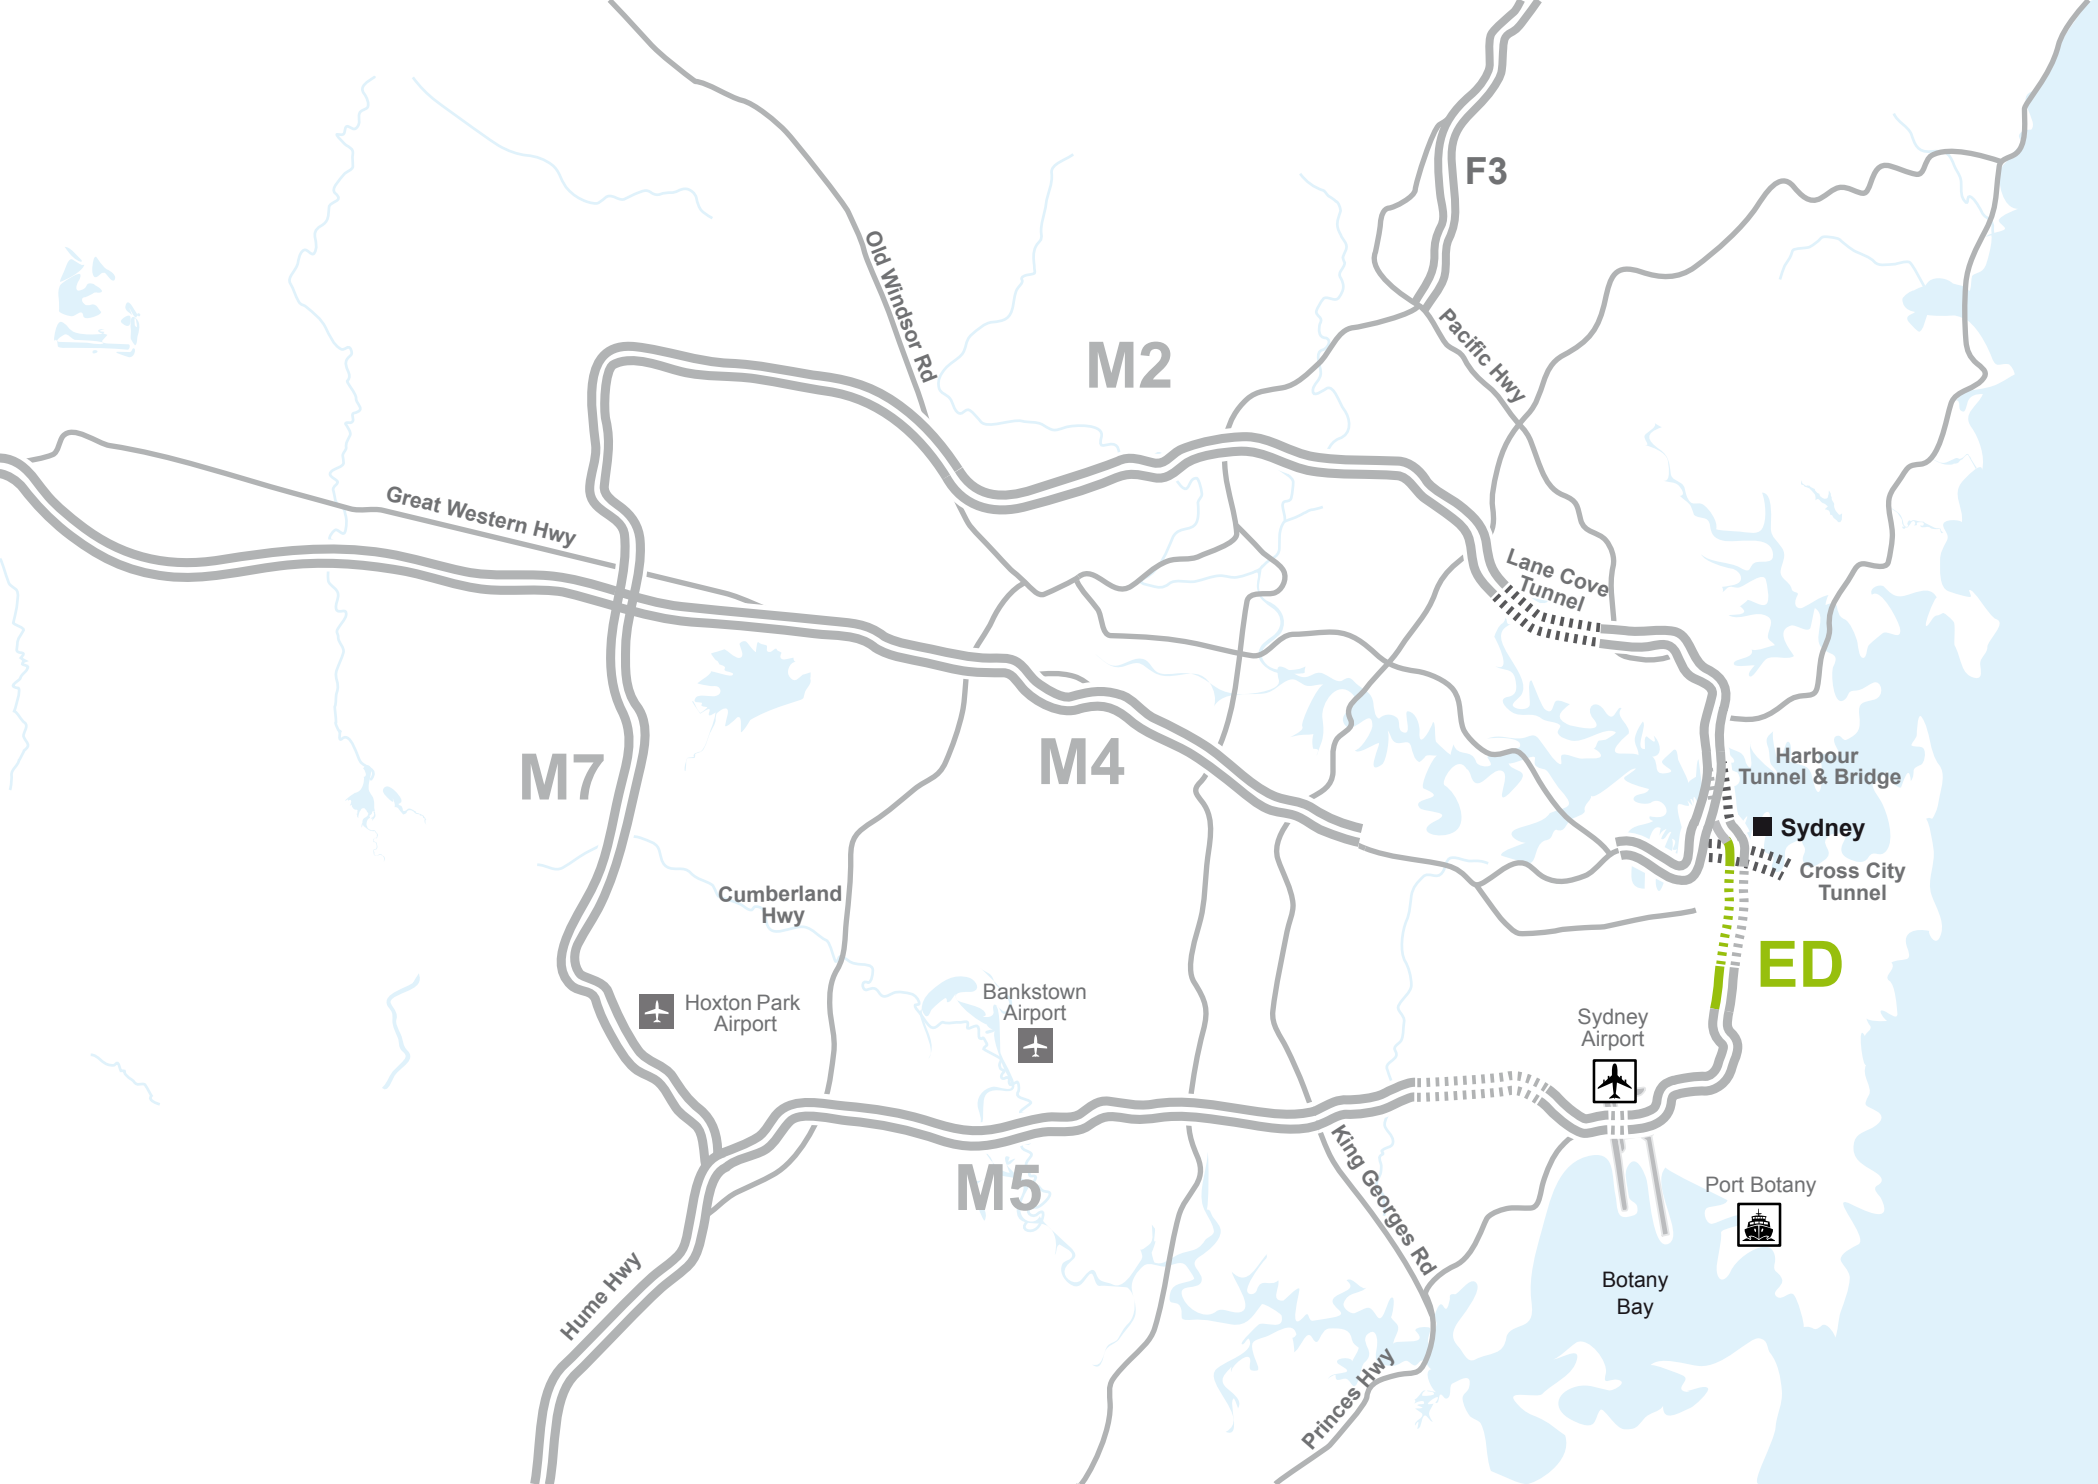 F3
Old Windsor Rd
M2
Pacific Hwy
Great Western Hwy
Lane Cove
Tunnel
M7
M4
Harbour
Tunnel & Bridge
Sydney
Cross City
Tunnel
Cumberland
Hwy
ED
Hoxton Park
Airport
Bankstown
Airport
Sydney
Airport
M5
King Georges Rd
Port Botany
Hume Hwy
Botany
Bay
Princes Hwy